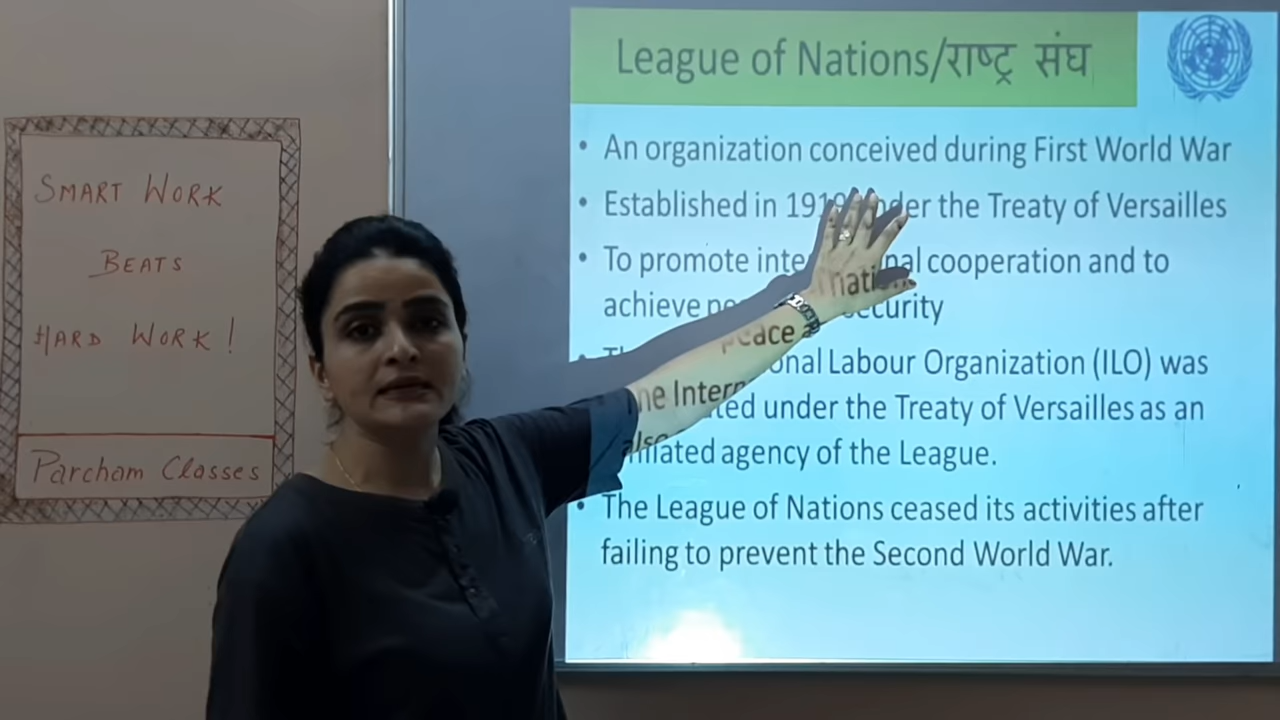 SMART WORK
BEATS
HARD WORK!
Parcham Classes
League of Nations/राष्ट्र संघ
• An organization conceived during First World War
• Established in 1919 under the Treaty of Versailles
• To promote international cooperation and to
achieve peace and security
• The International Labour Organization (ILO) was
under the Treaty of Versailles as an
affiliated agency of the League.
• The League of Nations ceased its activities after
failing to prevent the Second World War.